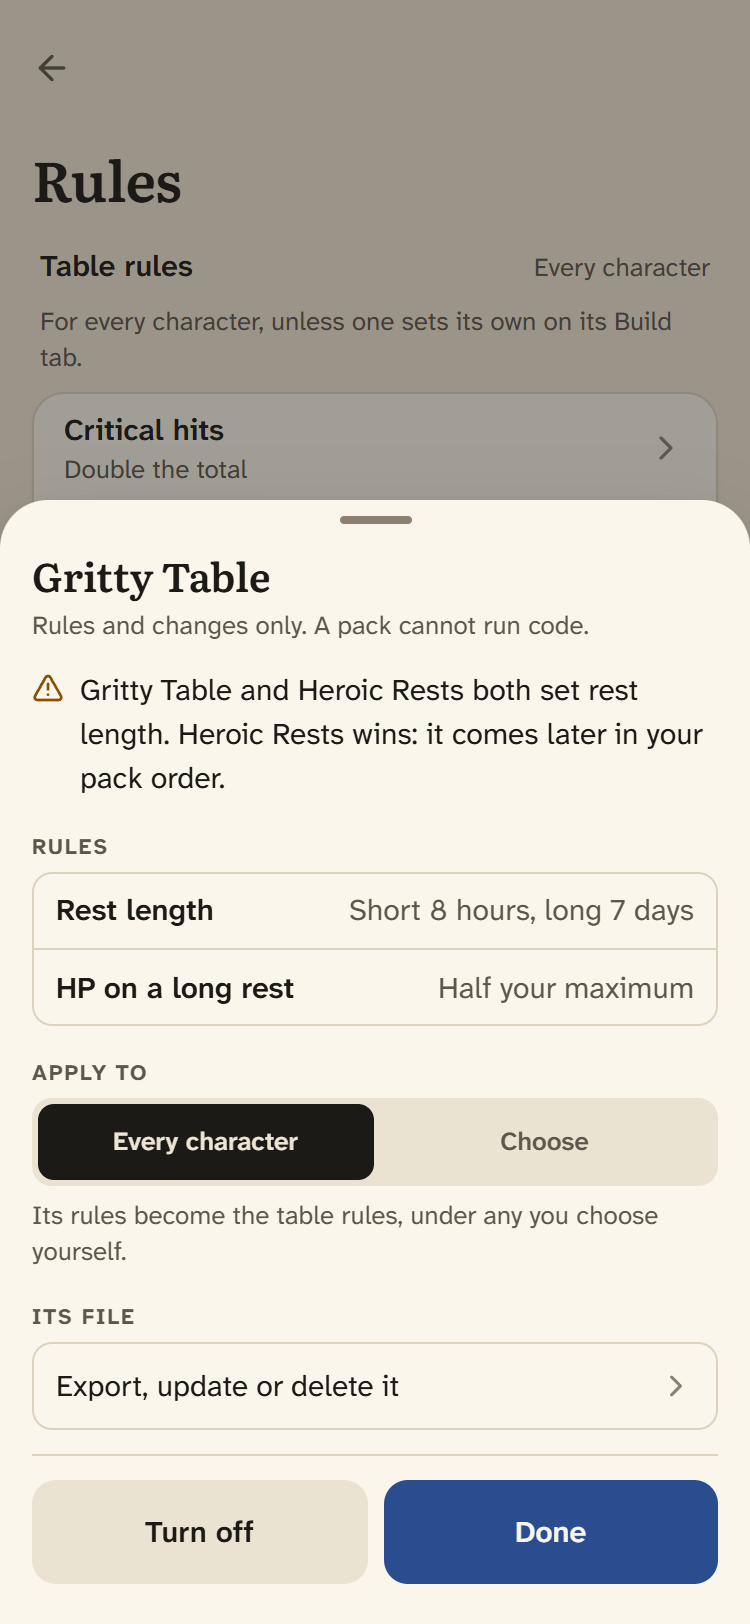 Rules
Table rules
Every character
For every character, unless one sets its own on its Build
tab.
Critical hits
Double the total
Gritty Table
Rules and changes only. A pack cannot run code.
Gritty Table and Heroic Rests both set rest
length. Heroic Rests wins: it comes later in your
pack order.
RULES
Rest length
Short 8 hours, long 7 days
HP on a long rest
Half your maximum
APPLY TO
Every character
Choose
Its rules become the table rules, under any you choose
yourself.
ITS FILE
Export, update or delete it
Turn off
Done